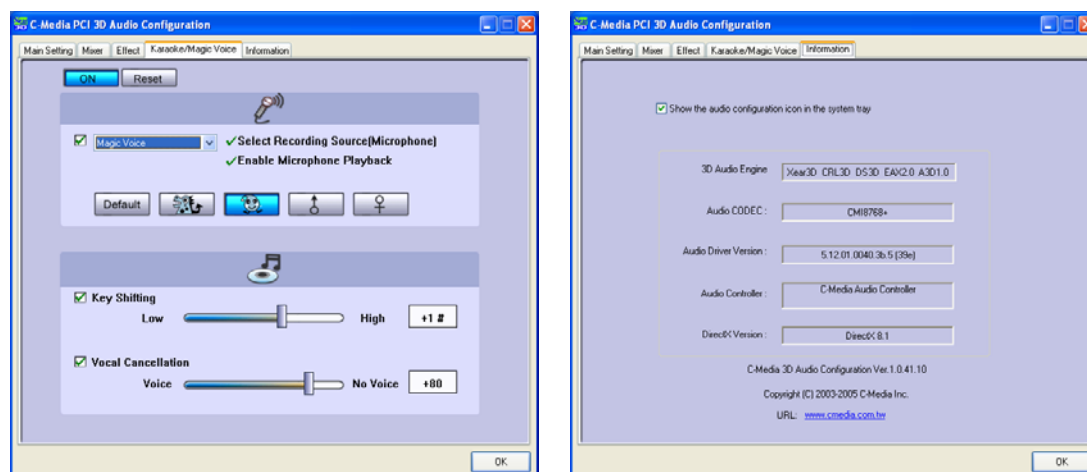 C-Media PCI 3D Audio Configuration
Main Setting Mixer Effect Karaoke/Magic Voice Information
ON Reset
Magic Voice
Select Recording Source(Microphone)
Enable Microphone Playback
Default
Key Shifting
Low High +1 #
Vocal Cancellation
Voice No Voice +80
OK
C-Media PCI 3D Audio Configuration
Main Setting Mixer Effect Karaoke/Magic Voice Information
Show the audio configuration icon in the system tray
3D Audio Engine Xear3D CRL3D DS3D EAX2.0 A3D1.0
Audio CODEC : CMI8768+
Audio Driver Version : 5.12.01.0040.3b.5 (39e)
Audio Controller : C-Media Audio Controller
DirectX Version : DirectX 8.1
C-Media 3D Audio Configuration Ver.1.0.41.10
Copyright (C) 2003-2005 C-Media Inc.
URL: www.cmedia.com.tw
OK